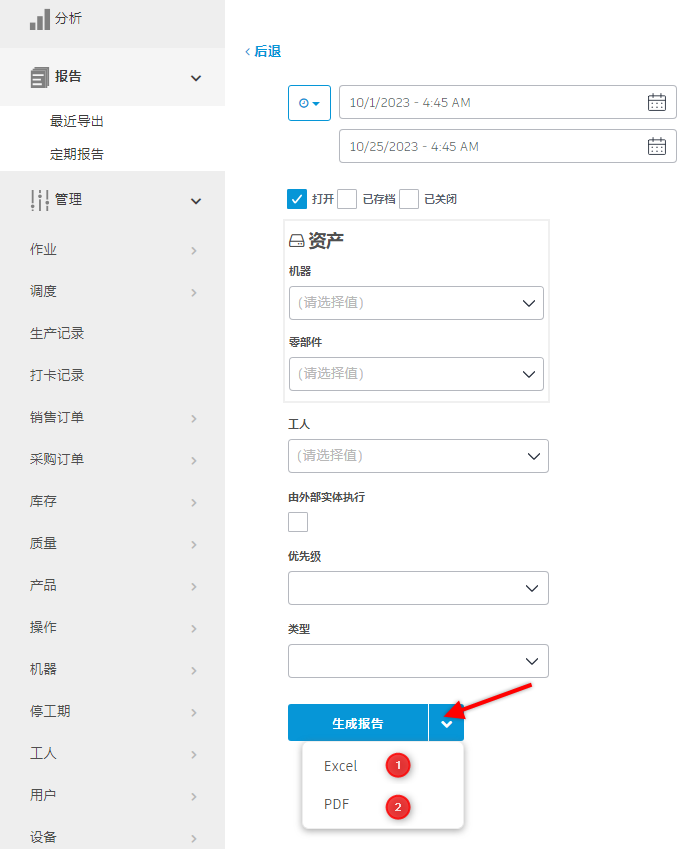 分析
报告
最近导出
定期报告
管理
作业
调度
生产记录
打卡记录
销售订单
采购订单
库存
质量
产品
操作
机器
停工期
工人
用户
设备
后退
10/1/2023 - 4:45 AM
10/25/2023 - 4:45 AM
打开 已存档 已关闭
资产
机器
(请选择值)
零部件
(请选择值)
工人
(请选择值)
由外部实体执行
优先级
类型
生成报告
Excel 1
PDF 2